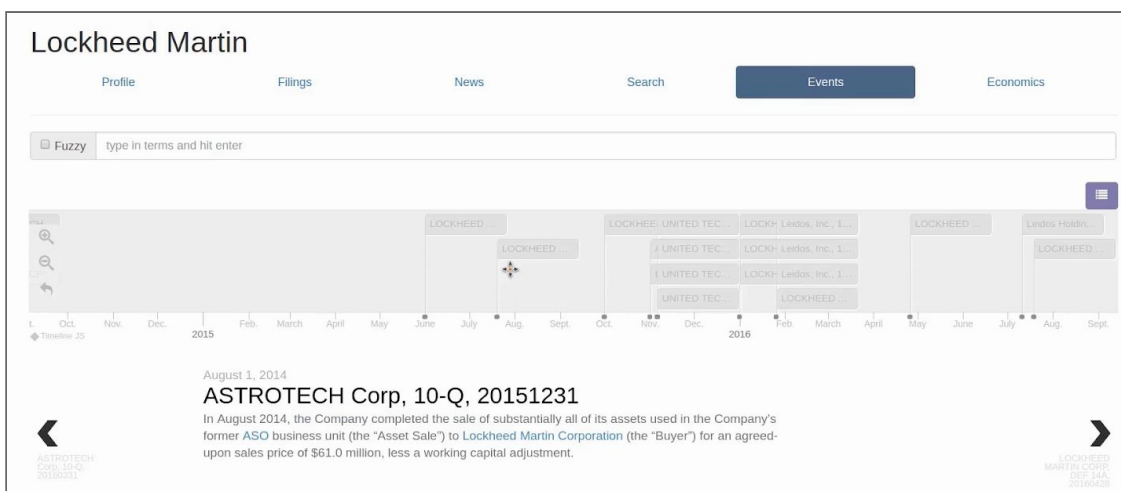 Lockheed Martin
Profile Filings News Search Events Economics
Fuzzy type in terms and hit enter
LOCKHEED ... LOCKHEE UNITED TEC... LOCKH Leidos, Inc., 1... LOCKHEED ... Leidos Holdin...
LOCKHEED ... UNITED TEC... LOCKH Leidos, Inc., 1... LOCKHEED ...
UNITED TEC... LOCKH Leidos, Inc., 1...
UNITED TEC... LOCKHEED ...
t. Oct. Nov. Dec. Feb. March April May June July Aug. Sept. Oct. Nov. Dec. Feb. March April May June July Aug. Sept.
Timeline JS 2015 2016
August 1, 2014
ASTROTECH Corp, 10-Q, 20151231
In August 2014, the Company completed the sale of substantially all of its assets used in the Company's
former ASO business unit (the “Asset Sale”) to Lockheed Martin Corporation (the “Buyer”) for an agreed-
upon sales price of $61.0 million, less a working capital adjustment.
ASTROTECH
Corp, 10-Q,
20160331
LOCKHEED
MARTIN CORP,
DEF 14A,
20160428